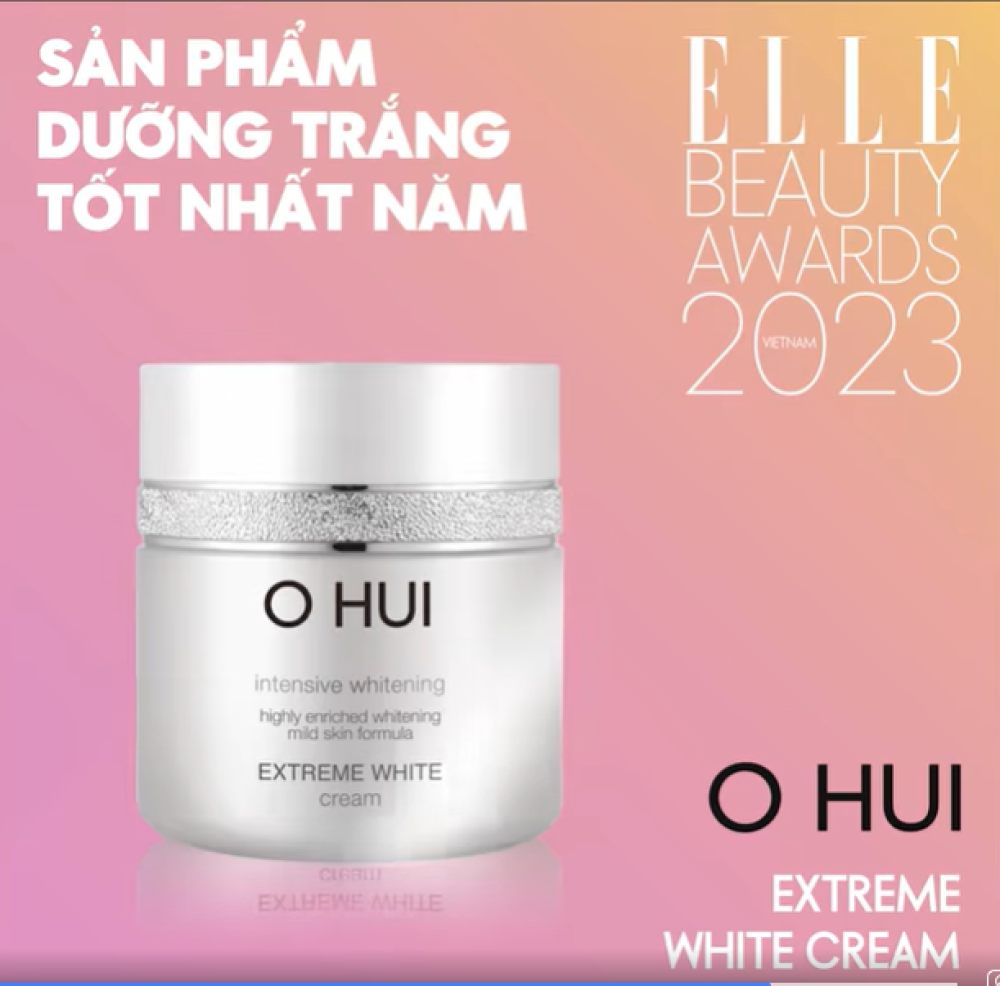 SẢN PHẨM
DƯỠNG TRẮNG
TỐT NHẤT NĂM
ELLE
BEAUTY
AWARDS
2023
VIETNAM
O HUI
intensive whitening
highly enriched whitening
mild skin formula
EXTREME WHITE
cream
O HUI
EXTREME
WHITE CREAM